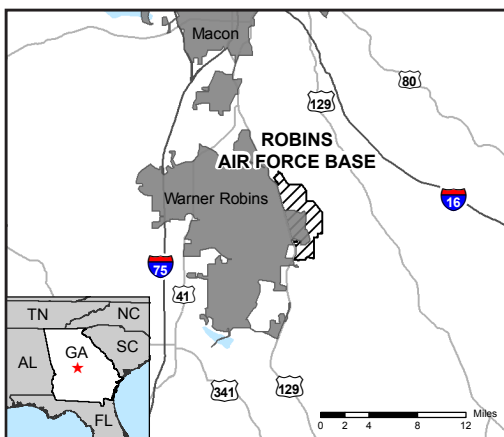 Macon
80
129
ROBINS
AIR FORCE BASE
Warner Robins
16
75
41
TN
NC
SC
AL
GA
FL
341
129
Miles
0 2 4 8 12